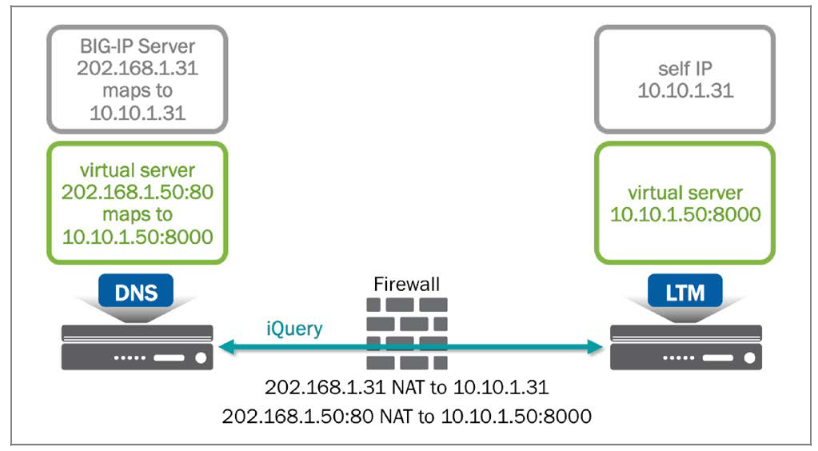 BIG-IP Server
202.168.1.31
maps to
10.10.1.31
self IP
10.10.1.31
virtual server
202.168.1.50:80
maps to
10.10.1.50:8000
virtual server
10.10.1.50:8000
DNS
Firewall
LTM
iQuery
202.168.1.31 NAT to 10.10.1.31
202.168.1.50:80 NAT to 10.10.1.50:8000